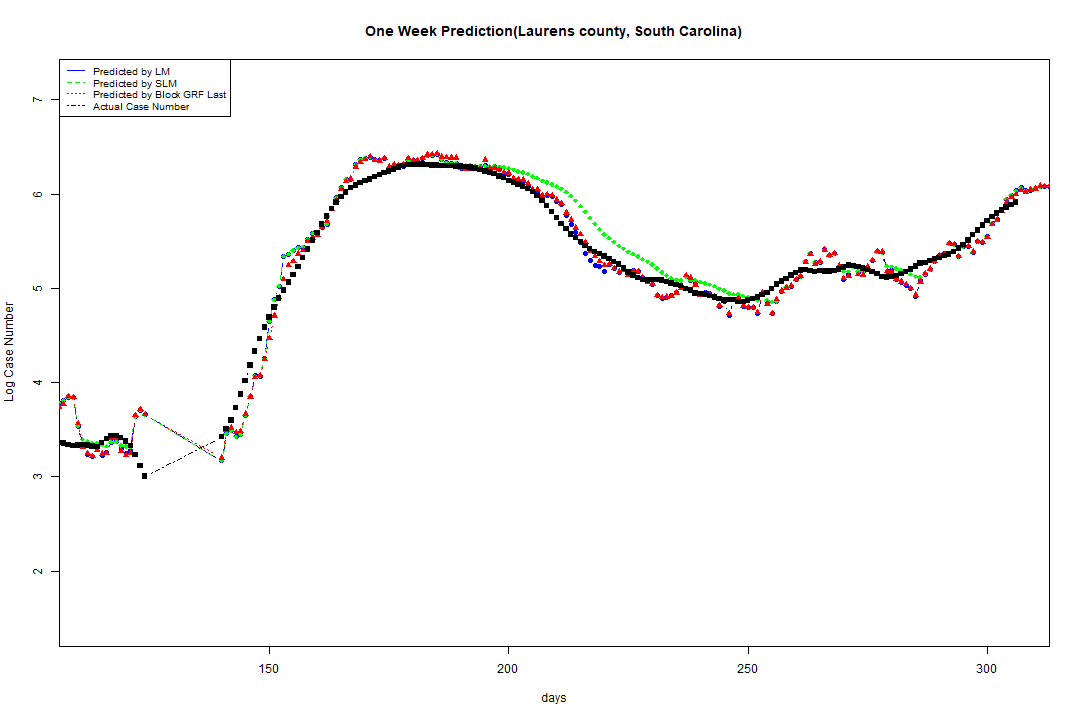 One Week Prediction(Laurens county, South Carolina)
Predicted by LM
Predicted by SLM
Predicted by Block GRF Last
Actual Case Number
Log Case Number
7
6
5
4
3
2
150 200 250 300
days